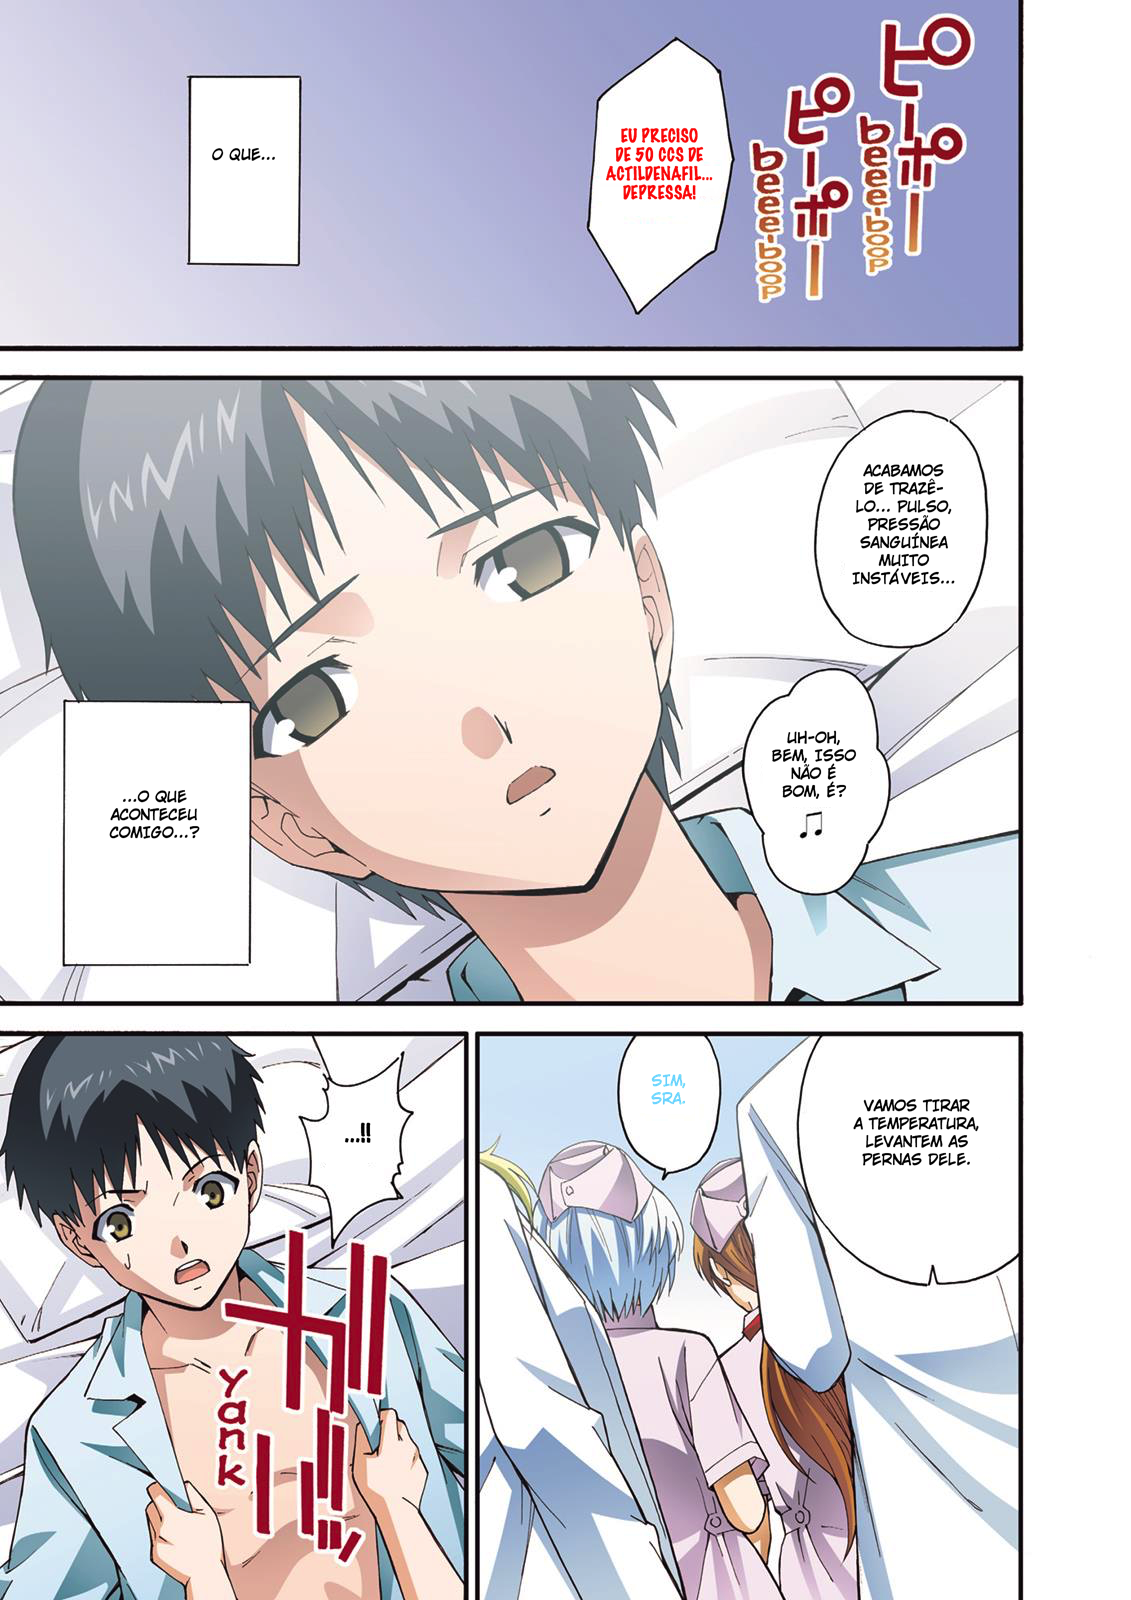 ピーポー
beee-boop
ピーポー
beee-boop
EU PRECISO
DE 50 CCS DE
ACTILDENAFIL...
DEPRESSA!
O QUE...
ACABAMOS
DE TRAZÊ-
LO... PULSO,
PRESSÃO
SANGUÍNEA
MUITO
INSTÁVEIS...
UH-OH,
BEM, ISSO
NÃO É
BOM, É?
♫
...O QUE
ACONTECEU
COMIGO...?
VAMOS TIRAR
A TEMPERATURA,
LEVANTEM AS
PERNAS DELE.
SIM,
SRA.
...!!
yank